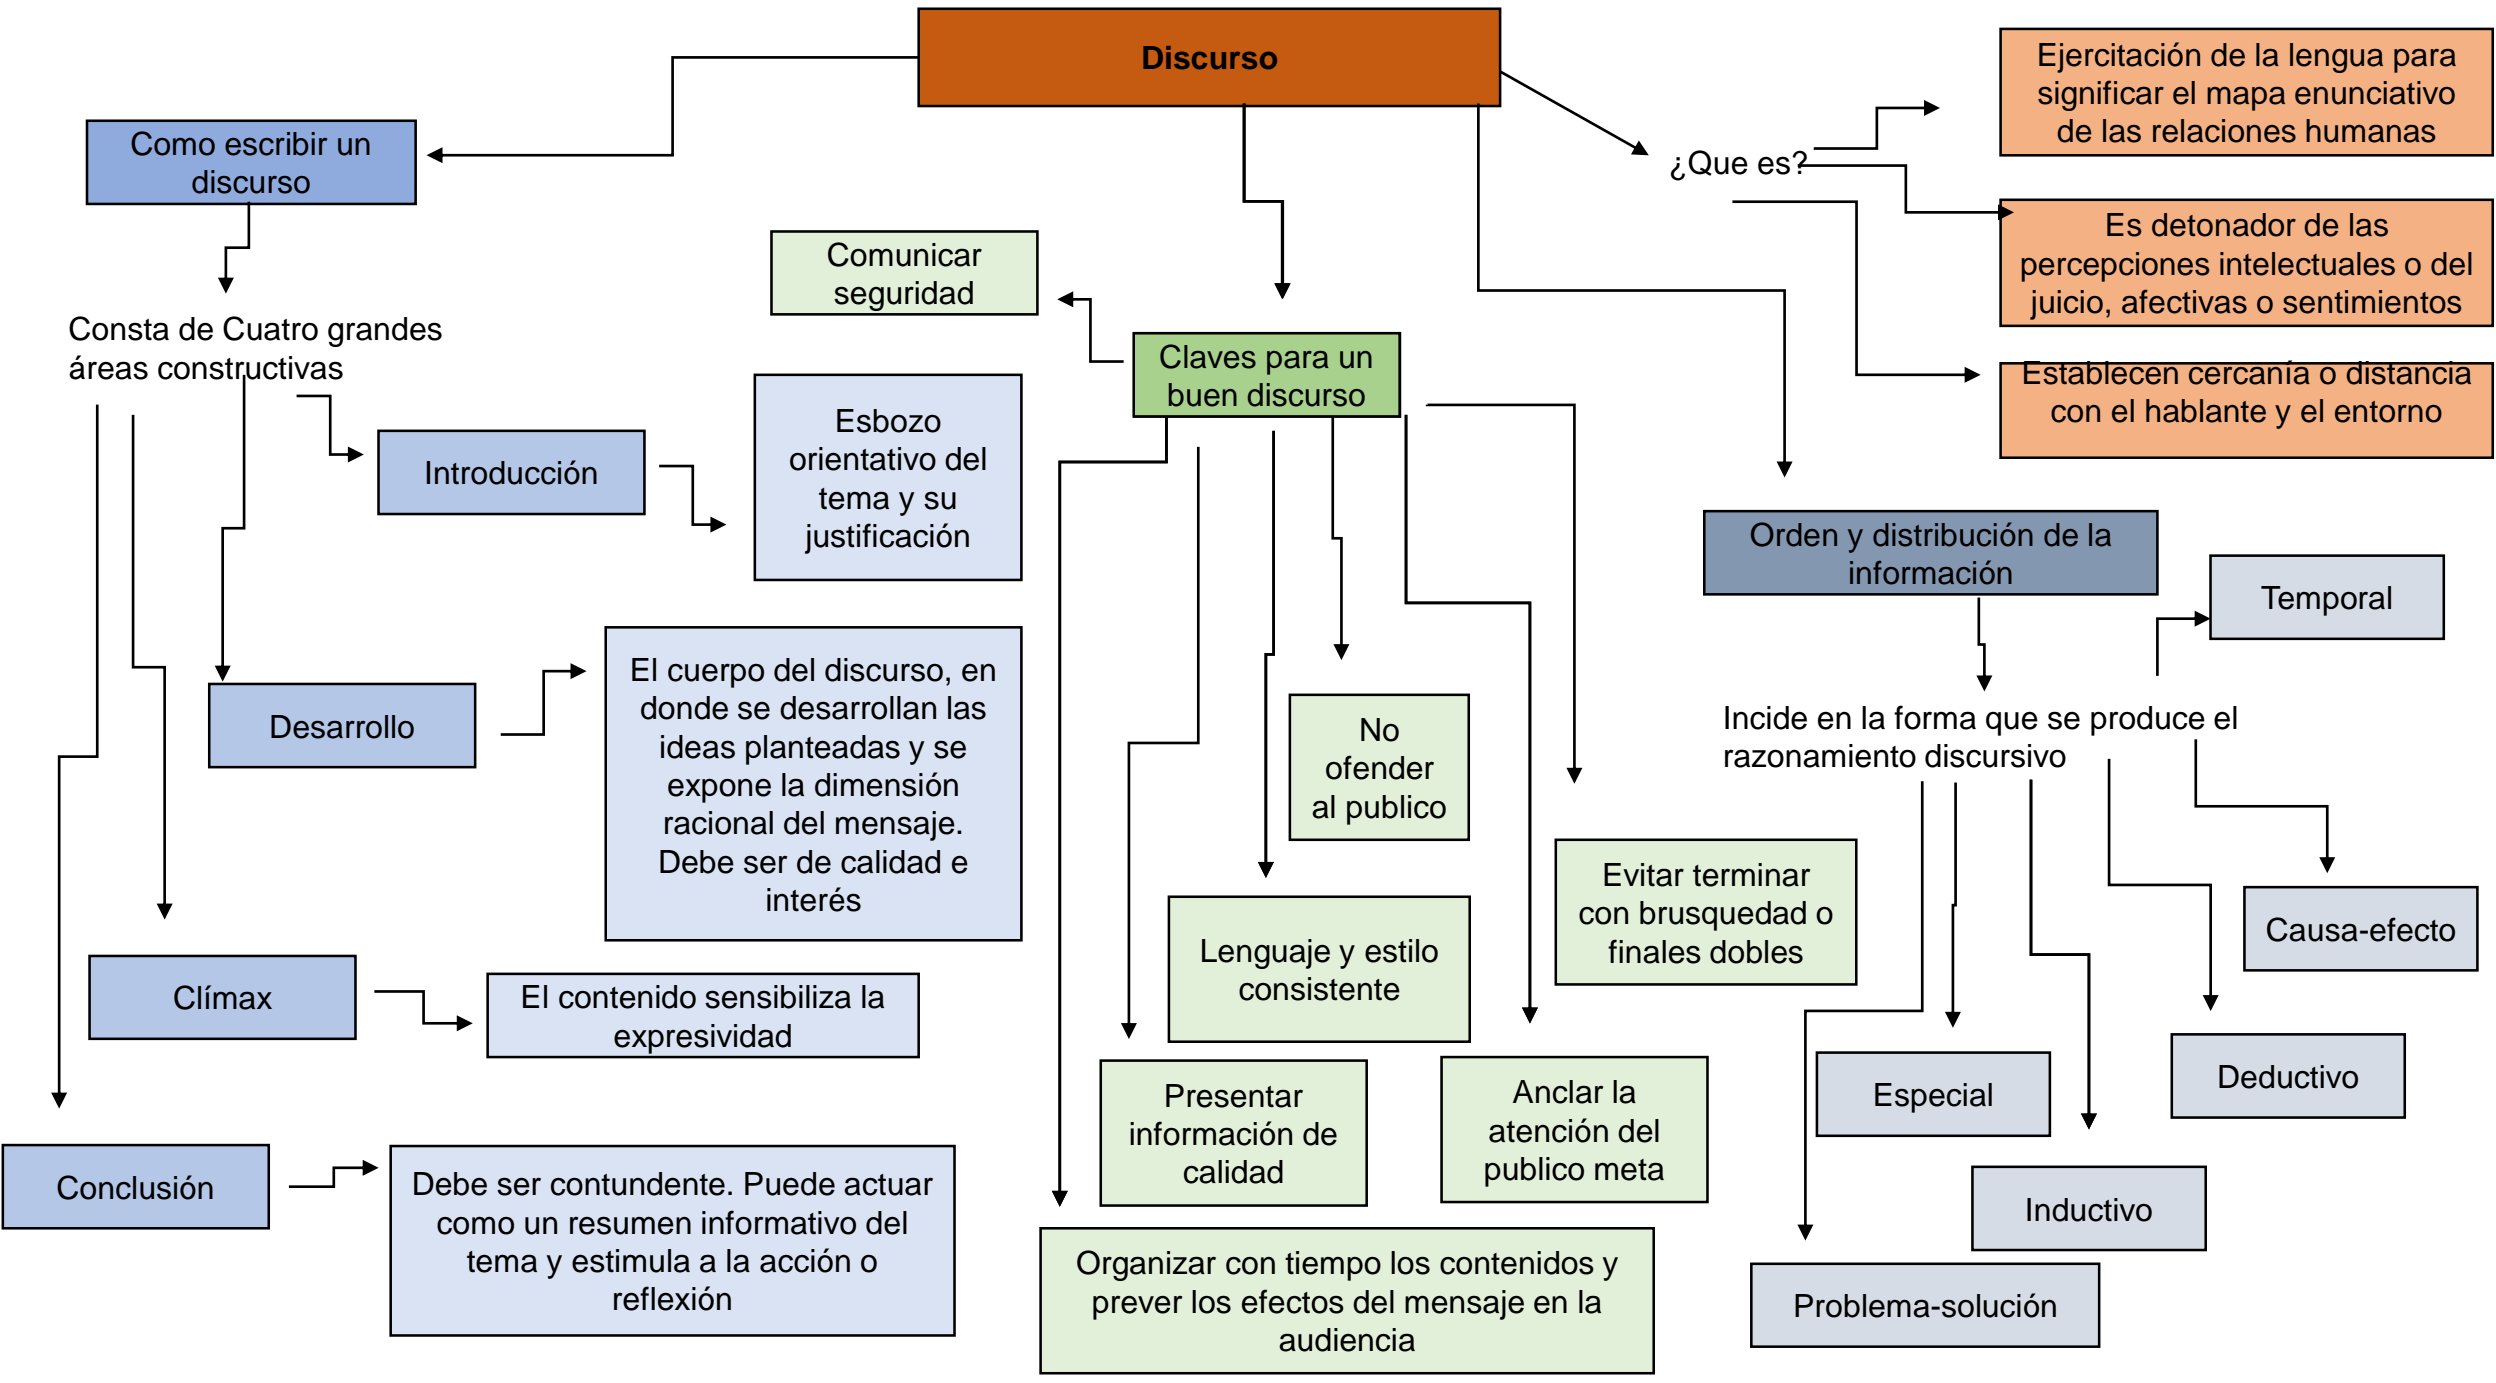 Discurso
Como escribir un
discurso
Consta de Cuatro grandes
áreas constructivas
Introducción
Esbozo
orientativo del
tema y su
justificación
Desarrollo
El cuerpo del discurso, en
donde se desarrollan las
ideas planteadas y se
expone la dimensión
racional del mensaje.
Debe ser de calidad e
interés
Clímax
El contenido sensibiliza la
expresividad
Conclusión
Debe ser contundente. Puede actuar
como un resumen informativo del
tema y estimula a la acción o
reflexión
Claves para un
buen discurso
Comunicar
seguridad
No
ofender
al publico
Lenguaje y estilo
consistente
Presentar
información de
calidad
Organizar con tiempo los contenidos y
prever los efectos del mensaje en la
audiencia
Anclar la
atención del
publico meta
Evitar terminar
con brusquedad o
finales dobles
¿Que es?
Ejercitación de la lengua para
significar el mapa enunciativo
de las relaciones humanas
Es detonador de las
percepciones intelectuales o del
juicio, afectivas o sentimientos
Establecen cercanía o distancia
con el hablante y el entorno
Orden y distribución de la
información
Incide en la forma que se produce el
razonamiento discursivo
Temporal
Causa-efecto
Deductivo
Especial
Inductivo
Problema-solución